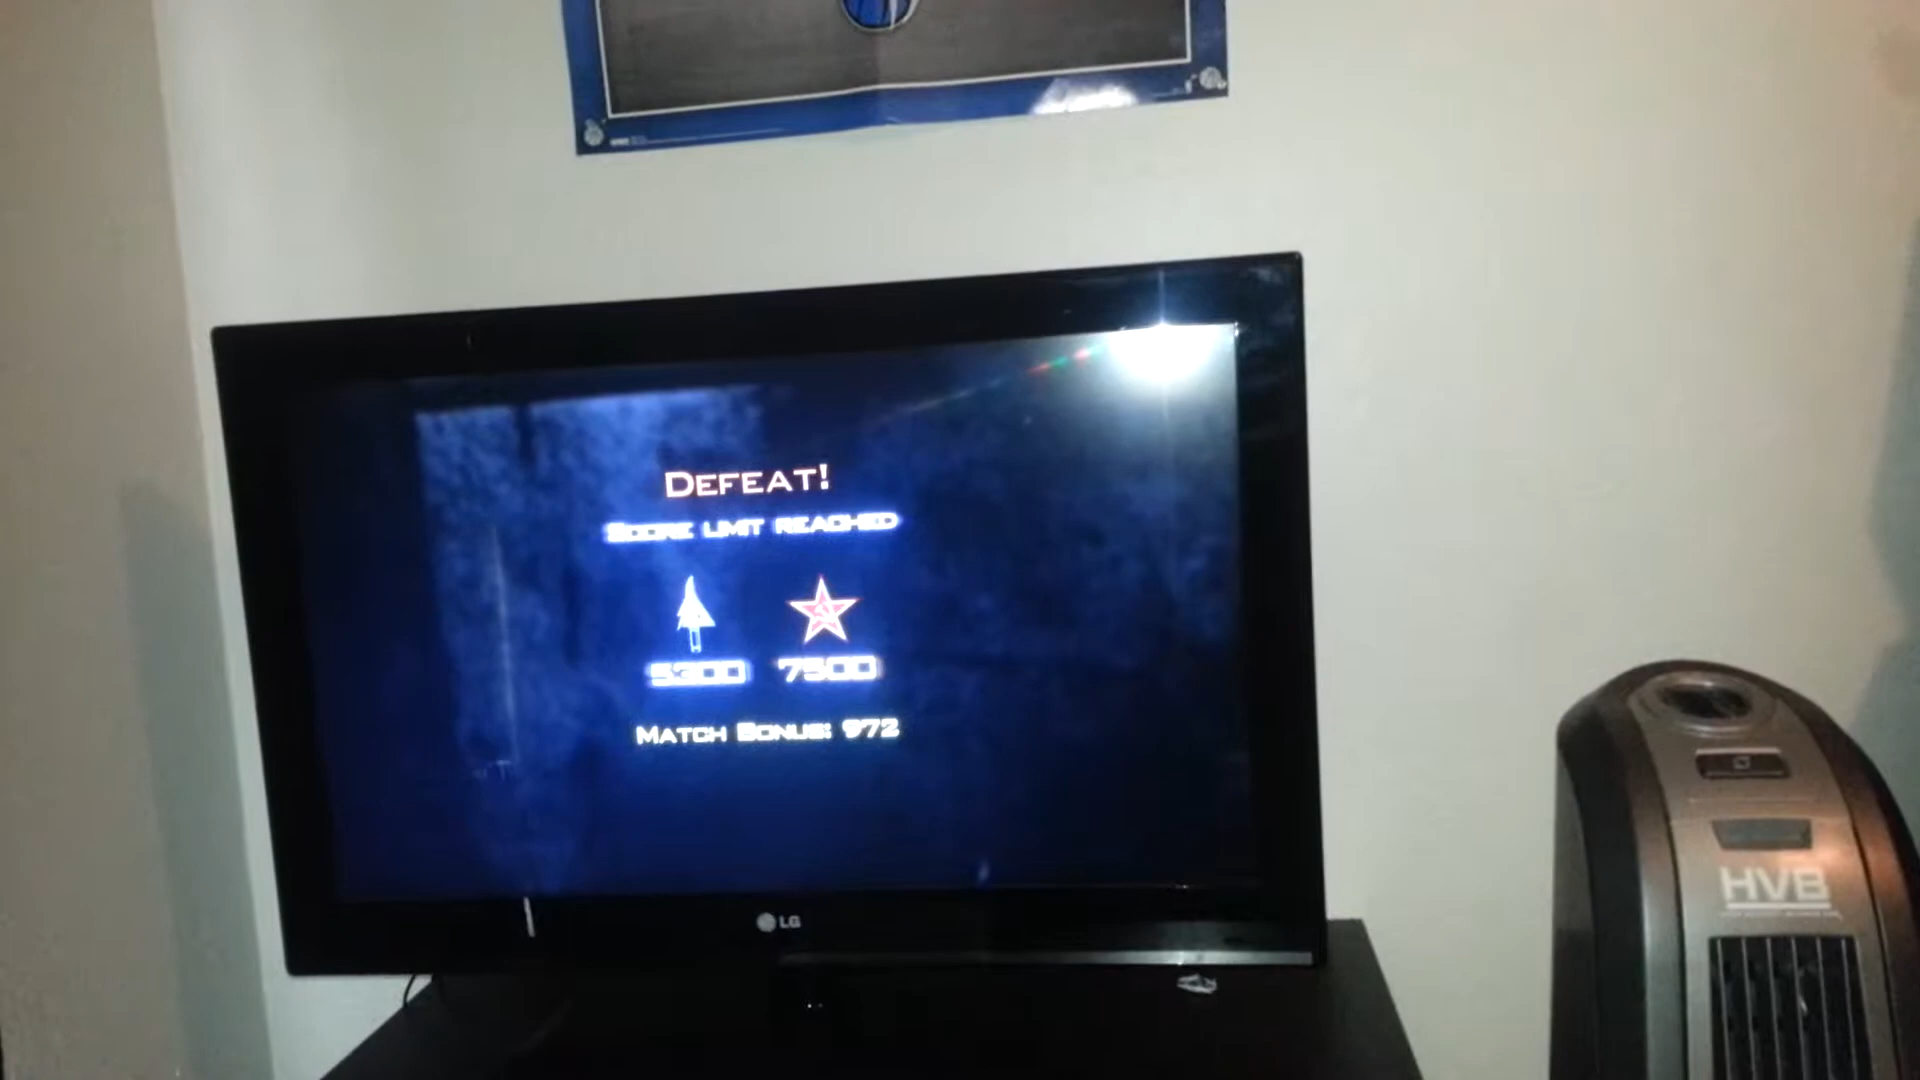 DEFEAT!
SCORE LIMIT REACHED
5300 7500
MATCH BONUS: 972
LG
HVB